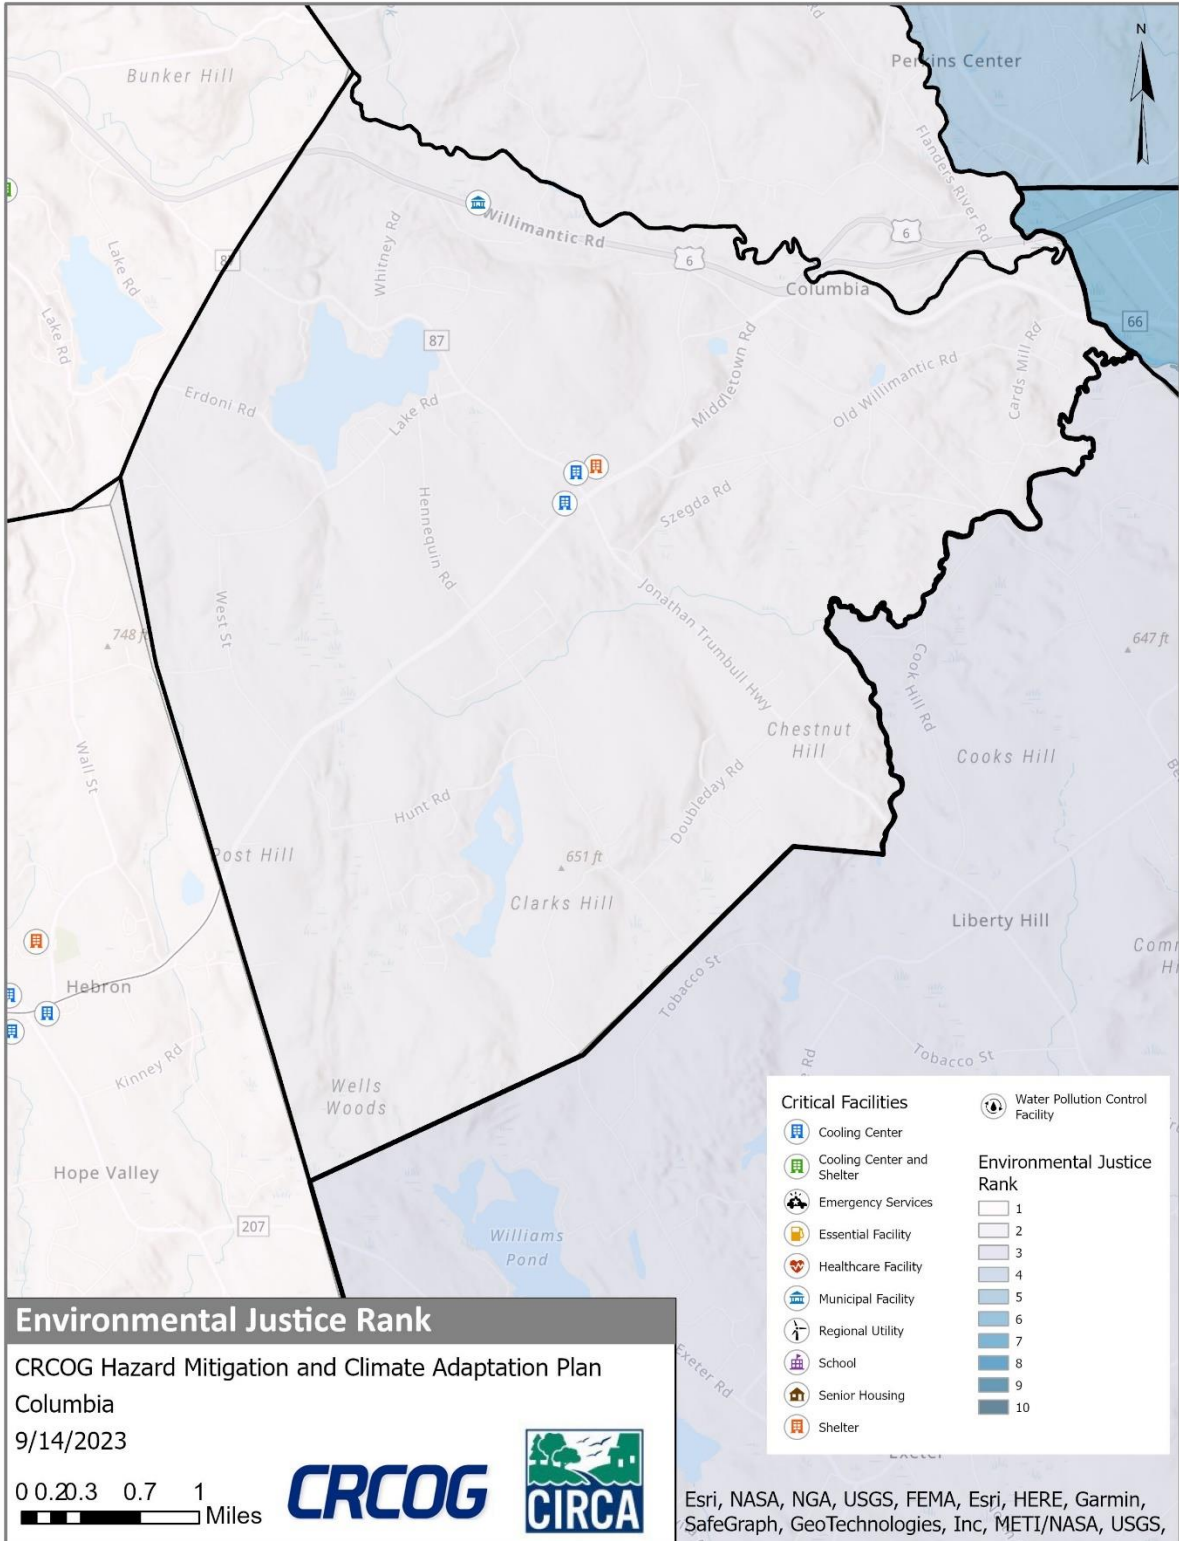 Bunker Hill
Perkins Center
N
Flanders River Rd
Rd
Willimantic Rd
Whitney Rd
Lake Rd
Lake Rd
87
6
6
Columbia
66
87
Erdoni Rd
Lake Rd
Middletown Rd
Old Willimantic Rd
Cards Mill Rd
Hennequin Rd
Szegda Rd
West St
Jonathan Trumbull Hwy
748 ft
647 ft
Cook Hill Rd
Wall St
Chestnut
Hill
Cooks Hill
Hunt Rd
Doubleday Rd
Post Hill
651 ft
Clarks Hill
Liberty Hill
Hebron
Tobacco St
Kinney Rd
Tobacco St
Wells
Woods
Hope Valley
207
Williams
Pond
Exeter Rd
Exeter
Critical Facilities
Cooling Center
Cooling Center and
Shelter
Emergency Services
Essential Facility
Healthcare Facility
Municipal Facility
Regional Utility
School
Senior Housing
Shelter
Water Pollution Control
Facility
Environmental Justice
Rank
1
2
3
4
5
6
7
8
9
10
Environmental Justice Rank
CRCOG Hazard Mitigation and Climate Adaptation Plan
Columbia
9/14/2023
0 0.2 0.3 0.7 1
Miles
CRCOG
CIRCA
Esri, NASA, NGA, USGS, FEMA, Esri, HERE, Garmin,
SafeGraph, GeoTechnologies, Inc, METI/NASA, USGS,